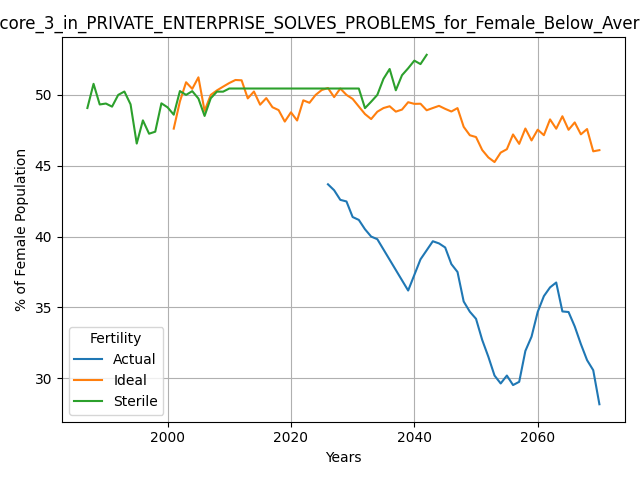 core_3_in_PRIVATE_ENTERPRISE_SOLVES_PROBLEMS_for_Female_Below_Aver
% of Female Population
50
45
40
35
30
Fertility
Actual
Ideal
Sterile
2000 2020 2040 2060
Years